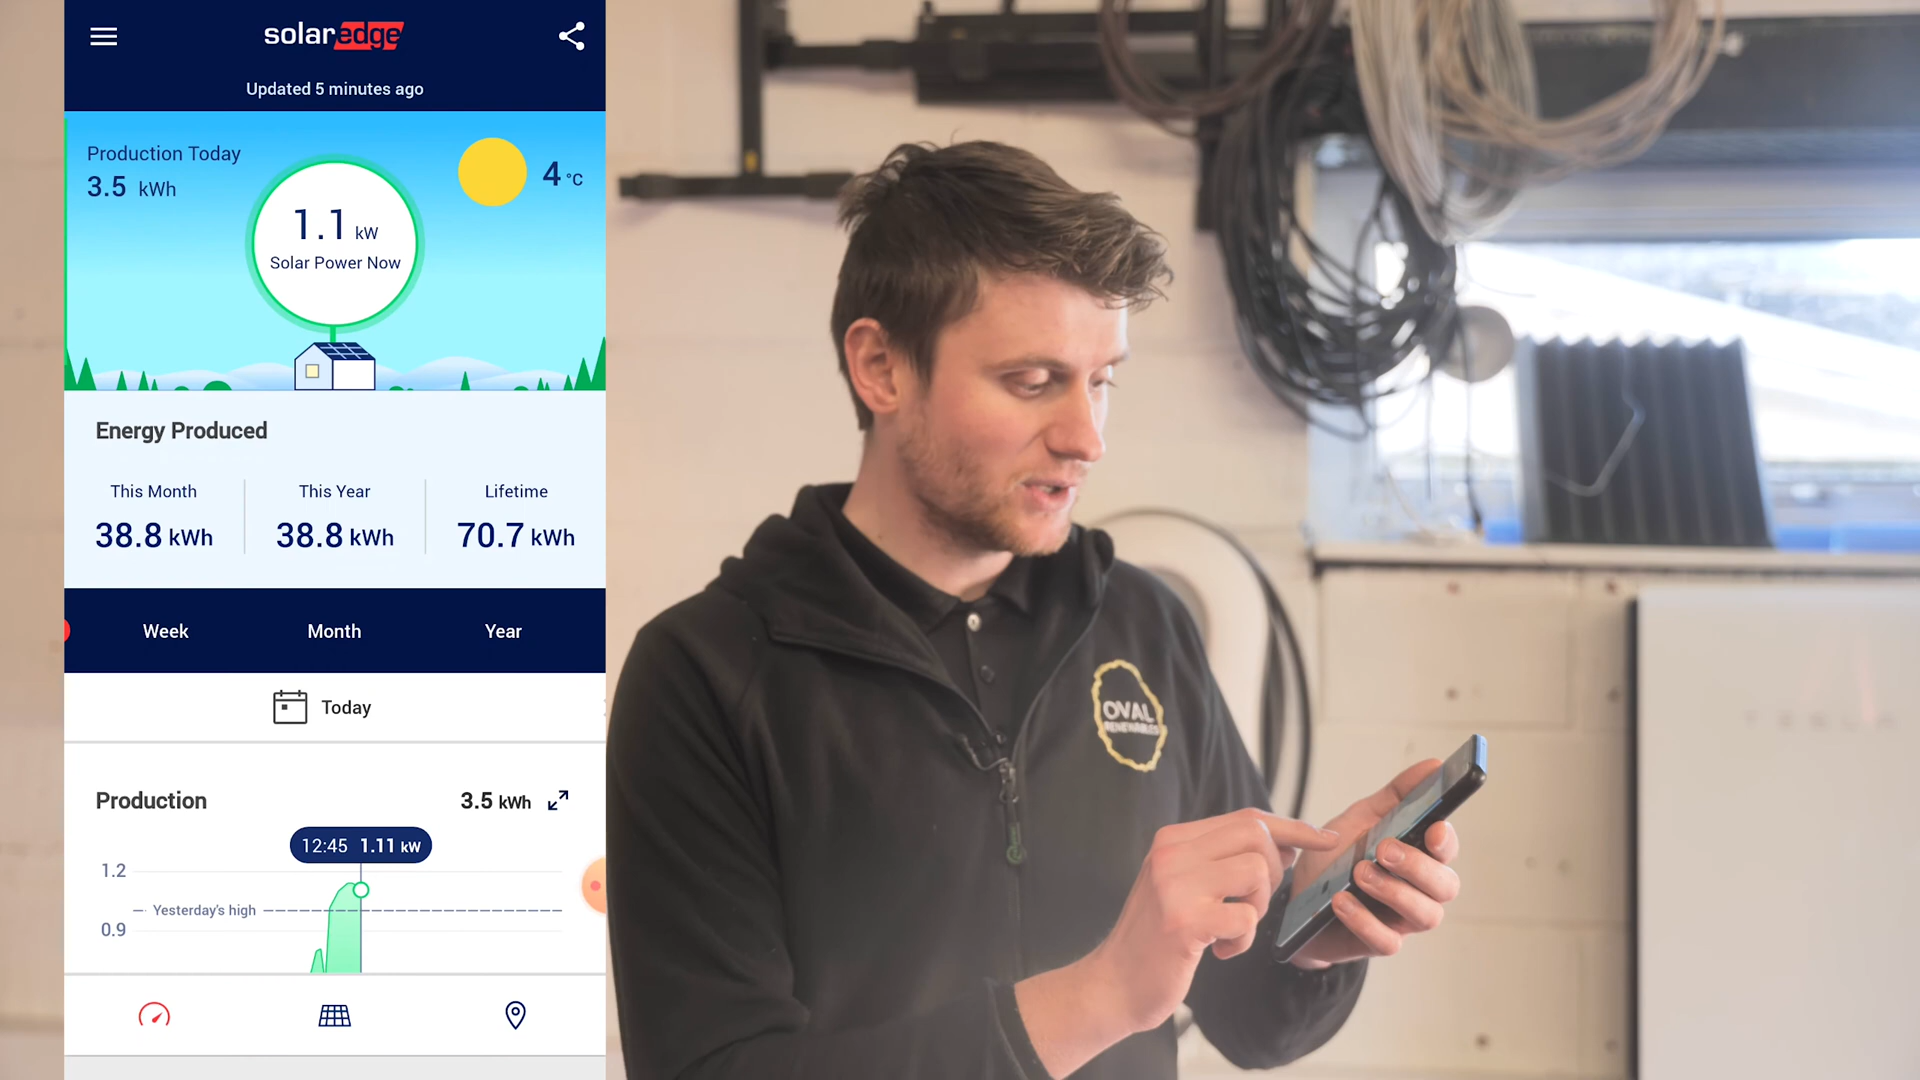 solaredge
Updated 5 minutes ago
Production Today
3.5 kWh
4 °C
1.1 kW
Solar Power Now
Energy Produced
This Month
38.8 kWh
This Year
38.8 kWh
Lifetime
70.7 kWh
Week Month Year
Today
Production 3.5 kWh
12:45 1.11 kW
1.2
Yesterday's high
0.9
OVAL
RENEWABLES